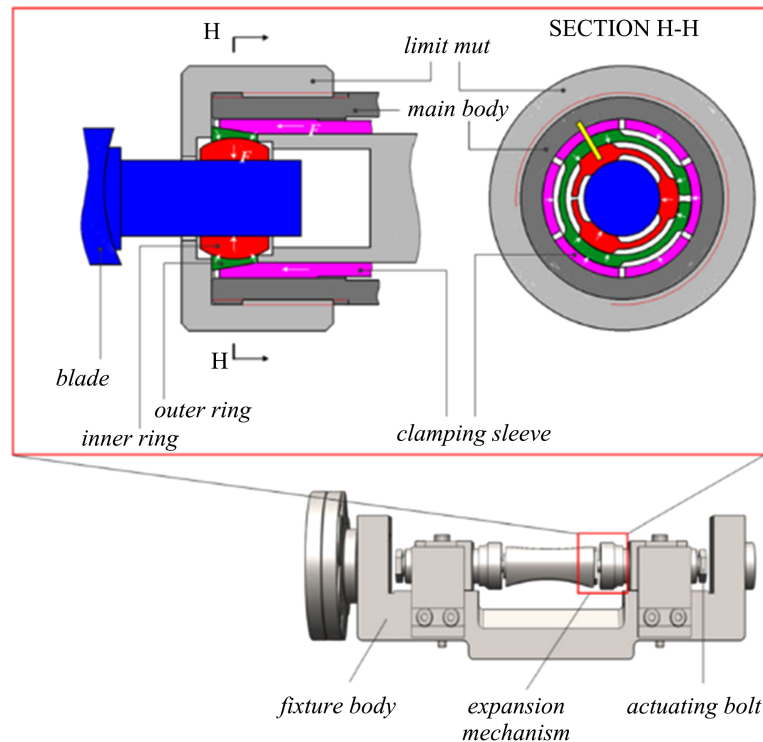 H
limit mut
SECTION H-H
main body
F
F
H
blade
outer ring
inner ring
clamping sleeve
fixture body
expansion
mechanism
actuating bolt